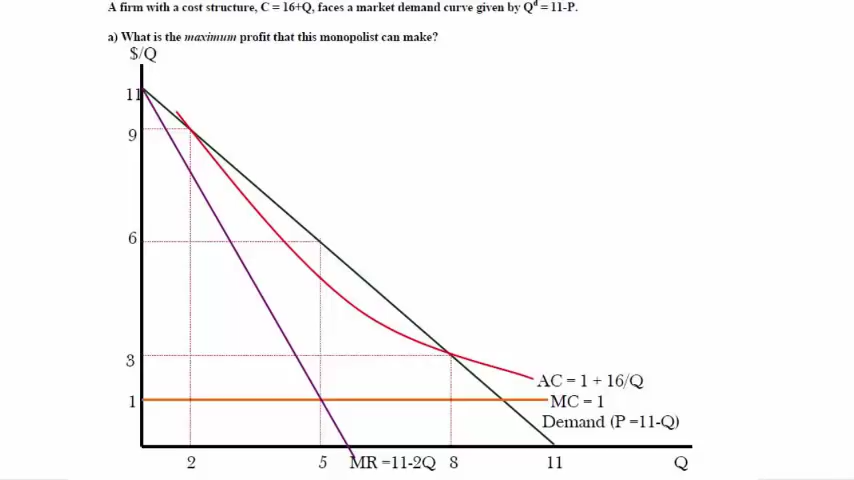 A firm with a cost structure, C = 16+Q, faces a market demand curve given by Qᵈ = 11-P.
a) What is the maximum profit that this monopolist can make?
$/Q
11
9
6
3
AC = 1 + 16/Q
1
MC = 1
Demand (P =11-Q)
2 5 MR =11-2Q 8 11 Q